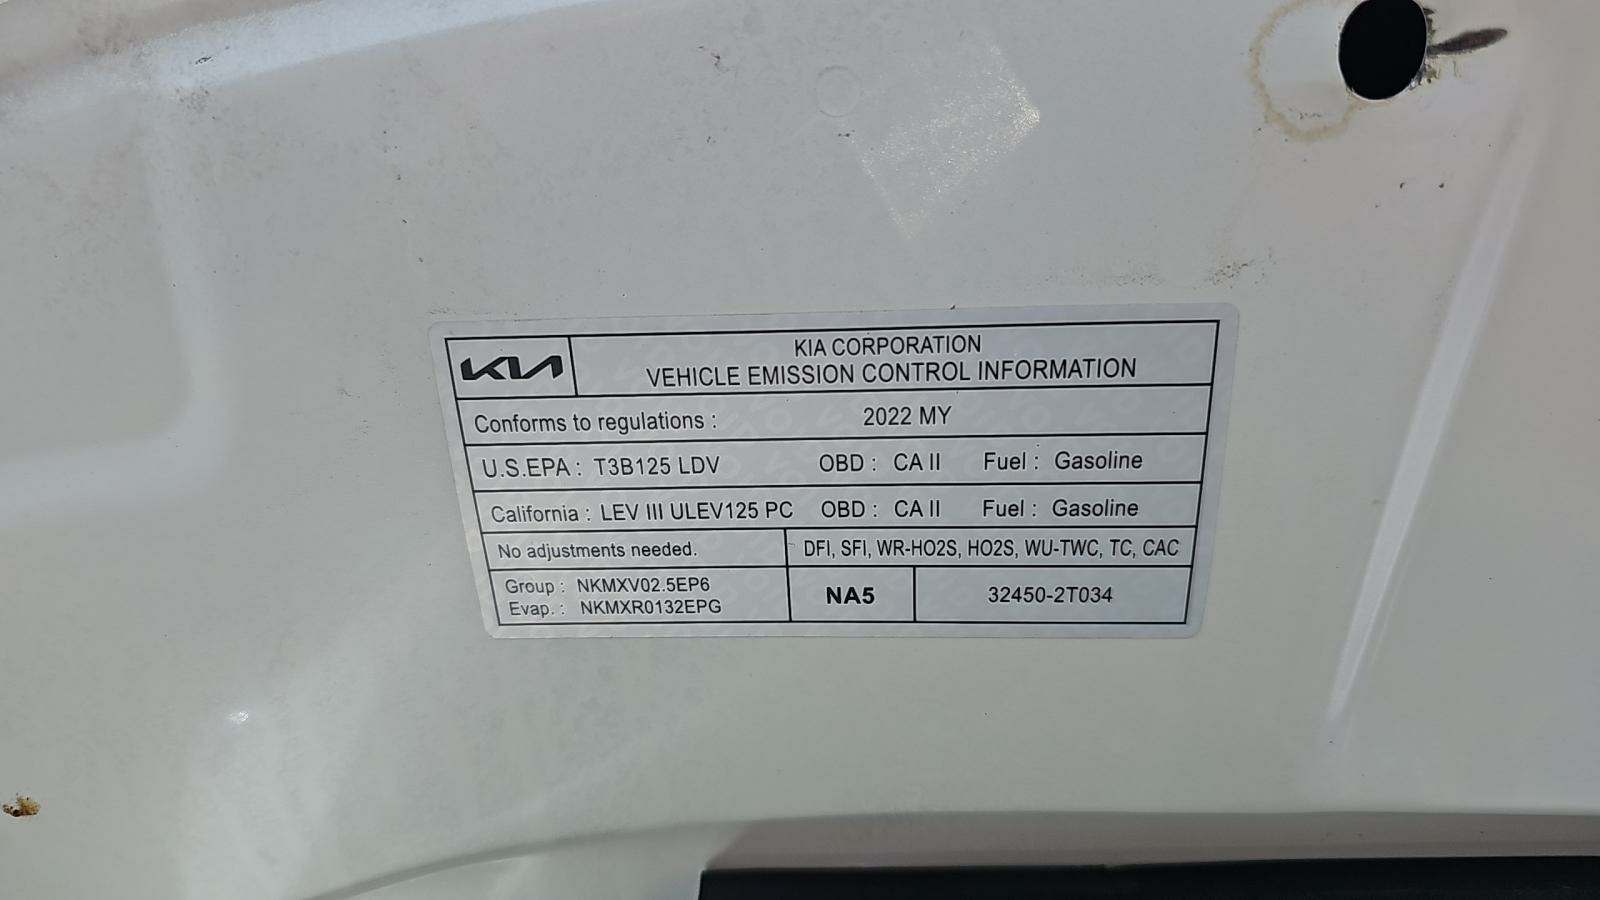 KIA
KIA CORPORATION
VEHICLE EMISSION CONTROL INFORMATION
Conforms to regulations : 2022 MY
U.S.EPA : T3B125 LDV OBD : CA II Fuel : Gasoline
California : LEV III ULEV125 PC OBD : CA II Fuel : Gasoline
No adjustments needed. DFI, SFI, WR-HO2S, HO2S, WU-TWC, TC, CAC
Group : NKMXV02.5EP6
Evap. : NKMXR0132EPG
NA5
32450-2T034